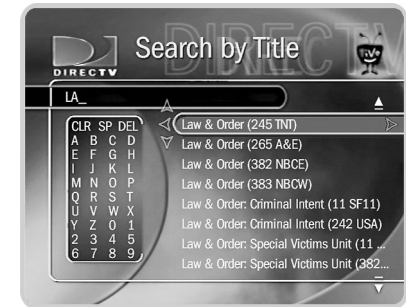 DIRECTV
Search by Title
TiVo
LA_
CLR SP DEL
A B C D
E F G H
I J K L
M N O P
Q R S T
U V W X
Y Z 0 1
2 3 4 5
6 7 8 9
Law & Order (245 TNT)
Law & Order (265 A&E)
Law & Order (382 NBCE)
Law & Order (383 NBCW)
Law & Order: Criminal Intent (11 SF11)
Law & Order: Criminal Intent (242 USA)
Law & Order: Special Victims Unit (11 ...
Law & Order: Special Victims Unit (382...